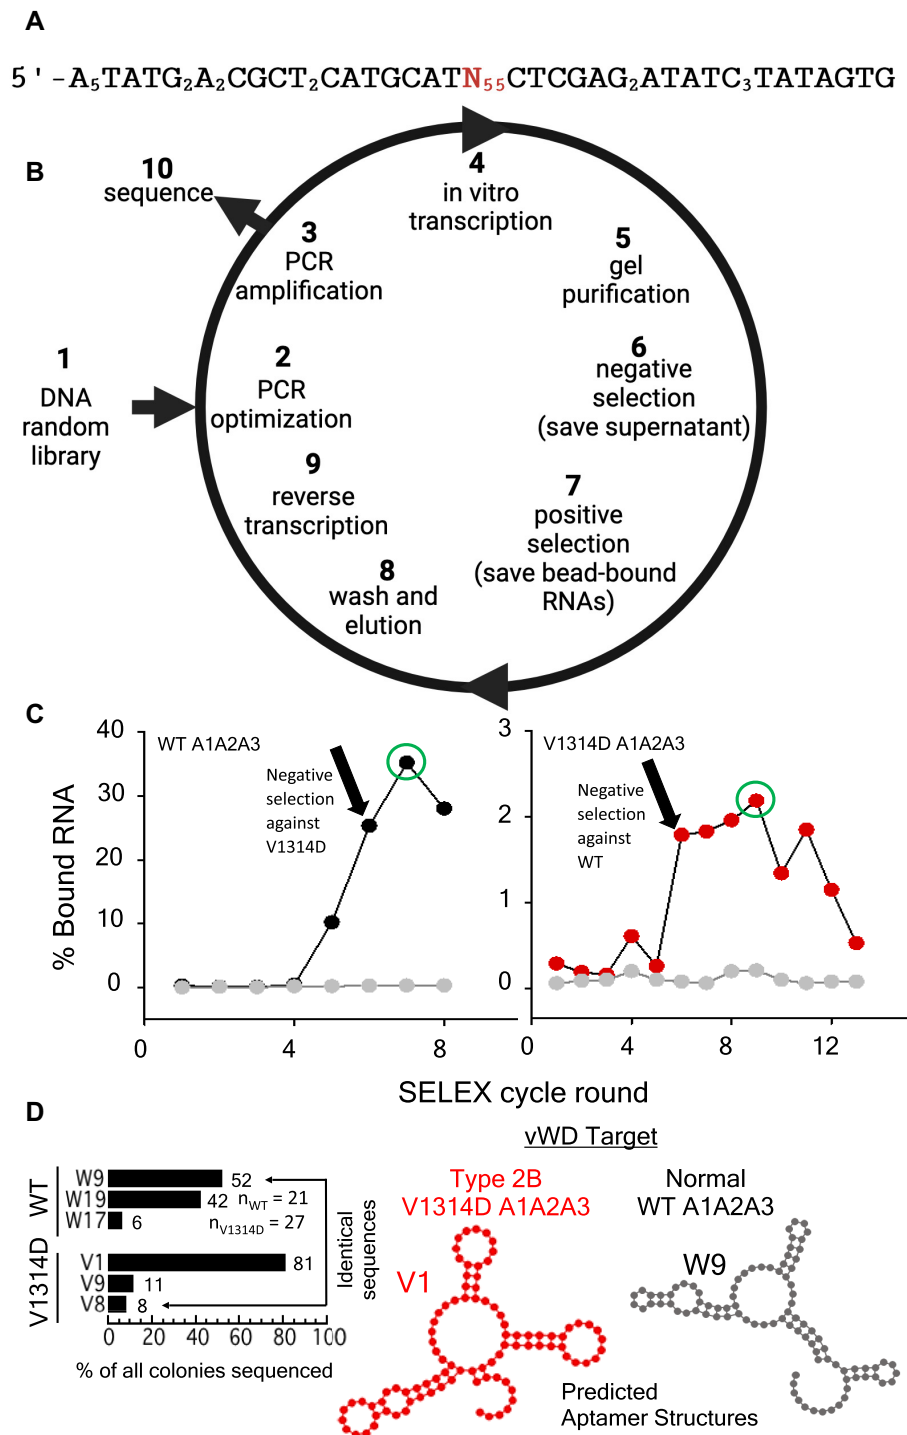 A
5'-A₅TATG₂A₂CGCT₂CATGCATN₅₅CTCGAG₂ATATC₃TATAGTG
B
1
DNA
random
library
2
PCR
optimization
3
PCR
amplification
4
in vitro
transcription
5
gel
purification
6
negative
selection
(save supernatant)
7
positive
selection
(save bead-bound
RNAs)
8
wash and
elution
9
reverse
transcription
10
sequence
C
% Bound RNA
40
30
20
10
0
0
4
8
WT A1A2A3
Negative
selection
against
V1314D
3
2
1
0
0
4
8
12
V1314D A1A2A3
Negative
selection
against
WT
SELEX cycle round
D
WT
W9
52
W19
42
W17
6
n_WT = 21
n_V1314D = 27
V1314D
V1
81
V9
11
V8
8
Identical
sequences
0
20
40
60
80
100
% of all colonies sequenced
vWD Target
Type 2B
V1314D A1A2A3
Normal
WT A1A2A3
V1
W9
Predicted
Aptamer Structures